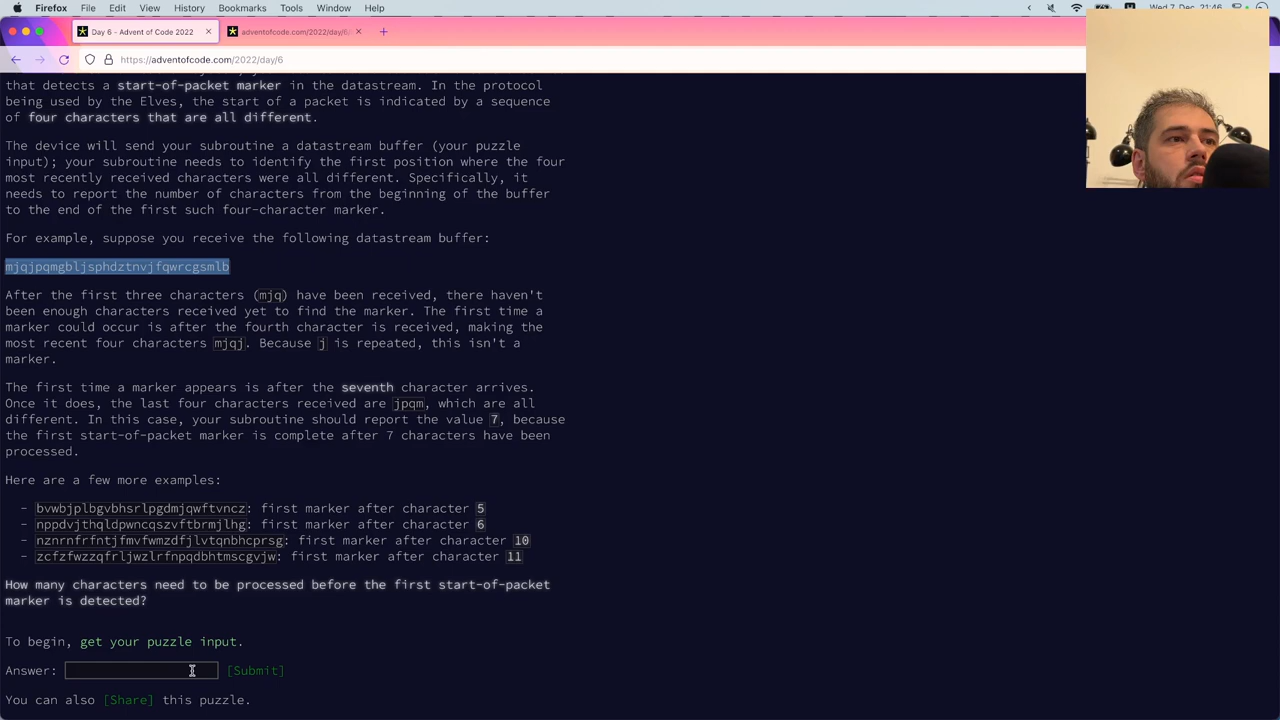 Firefox File Edit View History Bookmarks Tools Window Help
Wed 7. Dec. 21:46
Day 6 - Advent of Code 2022 × adventofcode.com/2022/day/6/ × +
https://adventofcode.com/2022/day/6
that detects a start-of-packet marker in the datastream. In the protocol
being used by the Elves, the start of a packet is indicated by a sequence
of four characters that are all different.
The device will send your subroutine a datastream buffer (your puzzle
input); your subroutine needs to identify the first position where the four
most recently received characters were all different. Specifically, it
needs to report the number of characters from the beginning of the buffer
to the end of the first such four-character marker.
For example, suppose you receive the following datastream buffer:
mjqjpqmgbljsphdztnvjfqwrcgsmlb
After the first three characters (mjq) have been received, there haven't
been enough characters received yet to find the marker. The first time a
marker could occur is after the fourth character is received, making the
most recent four characters mjqj. Because j is repeated, this isn't a
marker.
The first time a marker appears is after the seventh character arrives.
Once it does, the last four characters received are jpqm, which are all
different. In this case, your subroutine should report the value 7, because
the first start-of-packet marker is complete after 7 characters have been
processed.
Here are a few more examples:
- bvwbjplbgvbhsrlpgdmjqwftvncz: first marker after character 5
- nppdvjthqldpwncqszvftbrmjlhg: first marker after character 6
- nznrnfrfntjfmvfwmzdfjlvtqnbhcprsg: first marker after character 10
- zcfzfwzzqfrljwzlrfnpqdbhtmscgvjw: first marker after character 11
How many characters need to be processed before the first start-of-packet
marker is detected?
To begin, get your puzzle input.
Answer: [Submit]
You can also [Share] this puzzle.